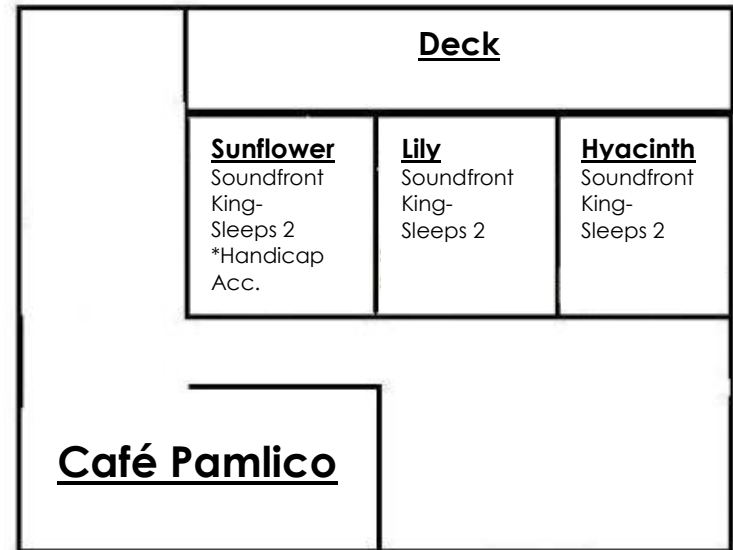 Deck
Sunflower
Soundfront
King-
Sleeps 2
*Handicap
Acc.
Lily
Soundfront
King-
Sleeps 2
Hyacinth
Soundfront
King-
Sleeps 2
Café Pamlico